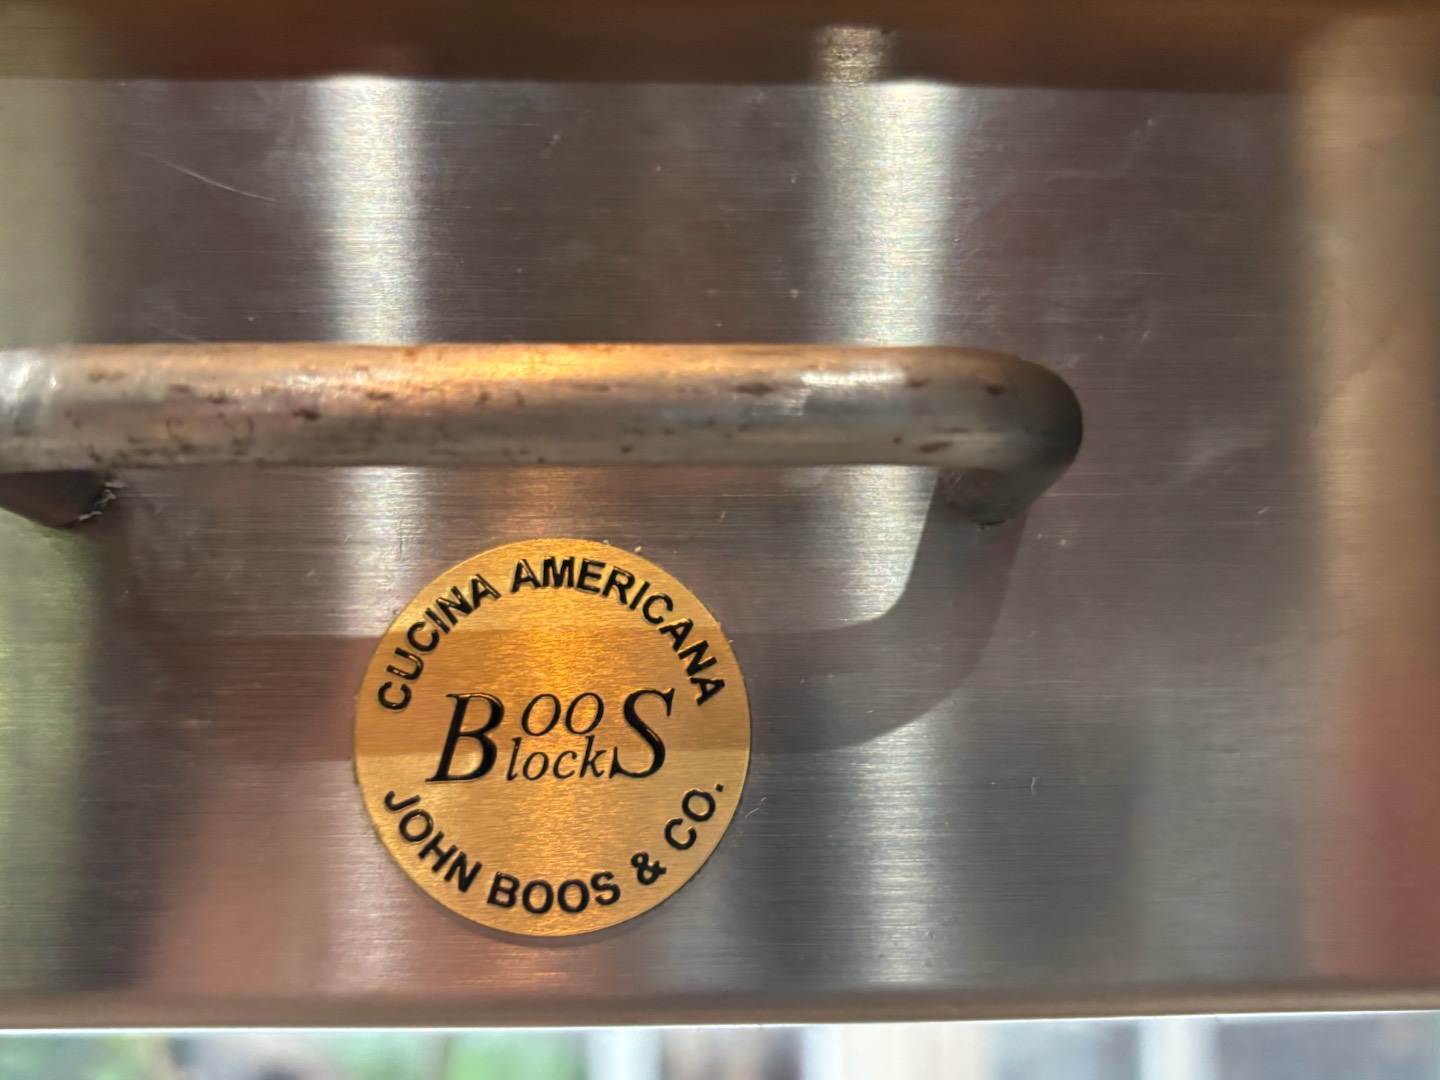 CUCINA AMERICANA
BOOS
BlockS
JOHN BOOS & CO.